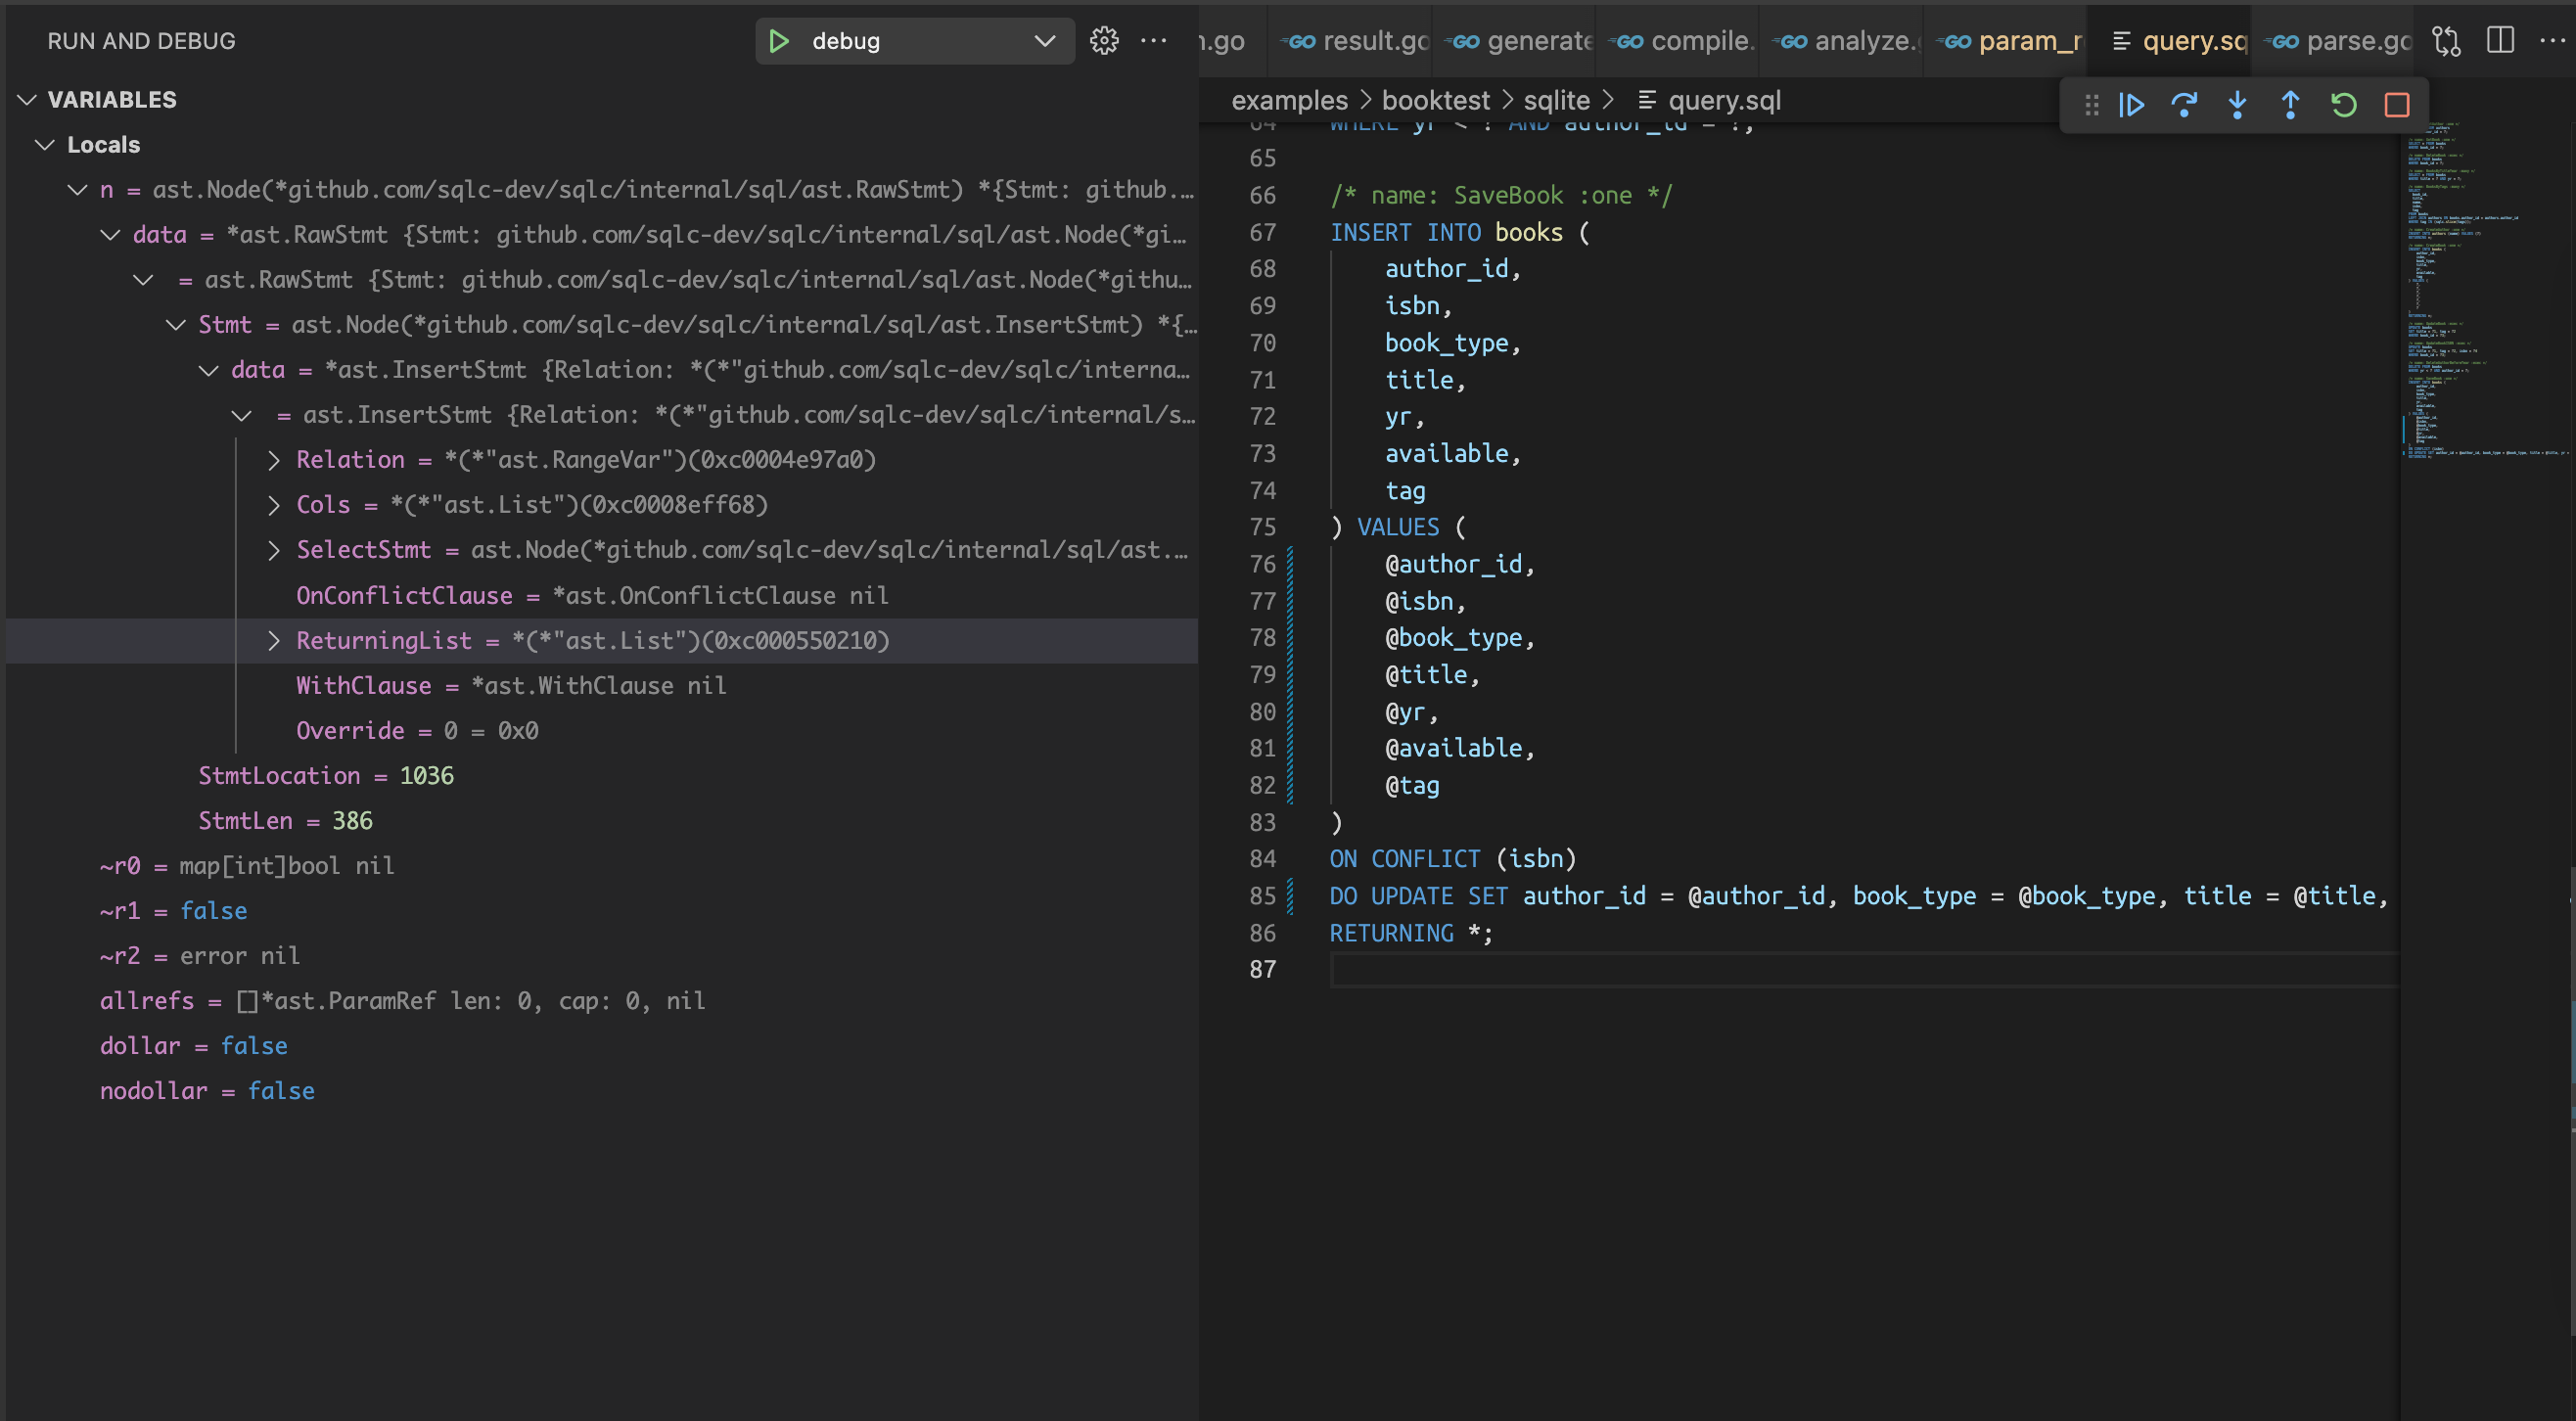 RUN AND DEBUG
debug
VARIABLES
Locals
n = ast.Node(*github.com/sqlc-dev/sqlc/internal/sql/ast.RawStmt) *{Stmt: github.…
data = *ast.RawStmt {Stmt: github.com/sqlc-dev/sqlc/internal/sql/ast.Node(*gi…
= ast.RawStmt {Stmt: github.com/sqlc-dev/sqlc/internal/sql/ast.Node(*githu…
Stmt = ast.Node(*github.com/sqlc-dev/sqlc/internal/sql/ast.InsertStmt) *{…
data = *ast.InsertStmt {Relation: *(*"github.com/sqlc-dev/sqlc/interna…
= ast.InsertStmt {Relation: *(*"github.com/sqlc-dev/sqlc/internal/s…
Relation = *(*"ast.RangeVar")(0xc0004e97a0)
Cols = *(*"ast.List")(0xc0008eff68)
SelectStmt = ast.Node(*github.com/sqlc-dev/sqlc/internal/sql/ast.…
OnConflictClause = *ast.OnConflictClause nil
ReturningList = *(*"ast.List")(0xc000550210)
WithClause = *ast.WithClause nil
Override = 0 = 0x0
StmtLocation = 1036
StmtLen = 386
~r0 = map[int]bool nil
~r1 = false
~r2 = error nil
allrefs = []*ast.ParamRef len: 0, cap: 0, nil
dollar = false
nodollar = false
n.go GO result.go GO generate GO compile. GO analyze. GO param_r query.sq GO parse.go
examples > booktest > sqlite > query.sql
64 WHERE yr < ? AND author_id = ?;
65
66 /* name: SaveBook :one */
67 INSERT INTO books (
68 author_id,
69 isbn,
70 book_type,
71 title,
72 yr,
73 available,
74 tag
75 ) VALUES (
76 @author_id,
77 @isbn,
78 @book_type,
79 @title,
80 @yr,
81 @available,
82 @tag
83 )
84 ON CONFLICT (isbn)
85 DO UPDATE SET author_id = @author_id, book_type = @book_type, title = @title,
86 RETURNING *;
87